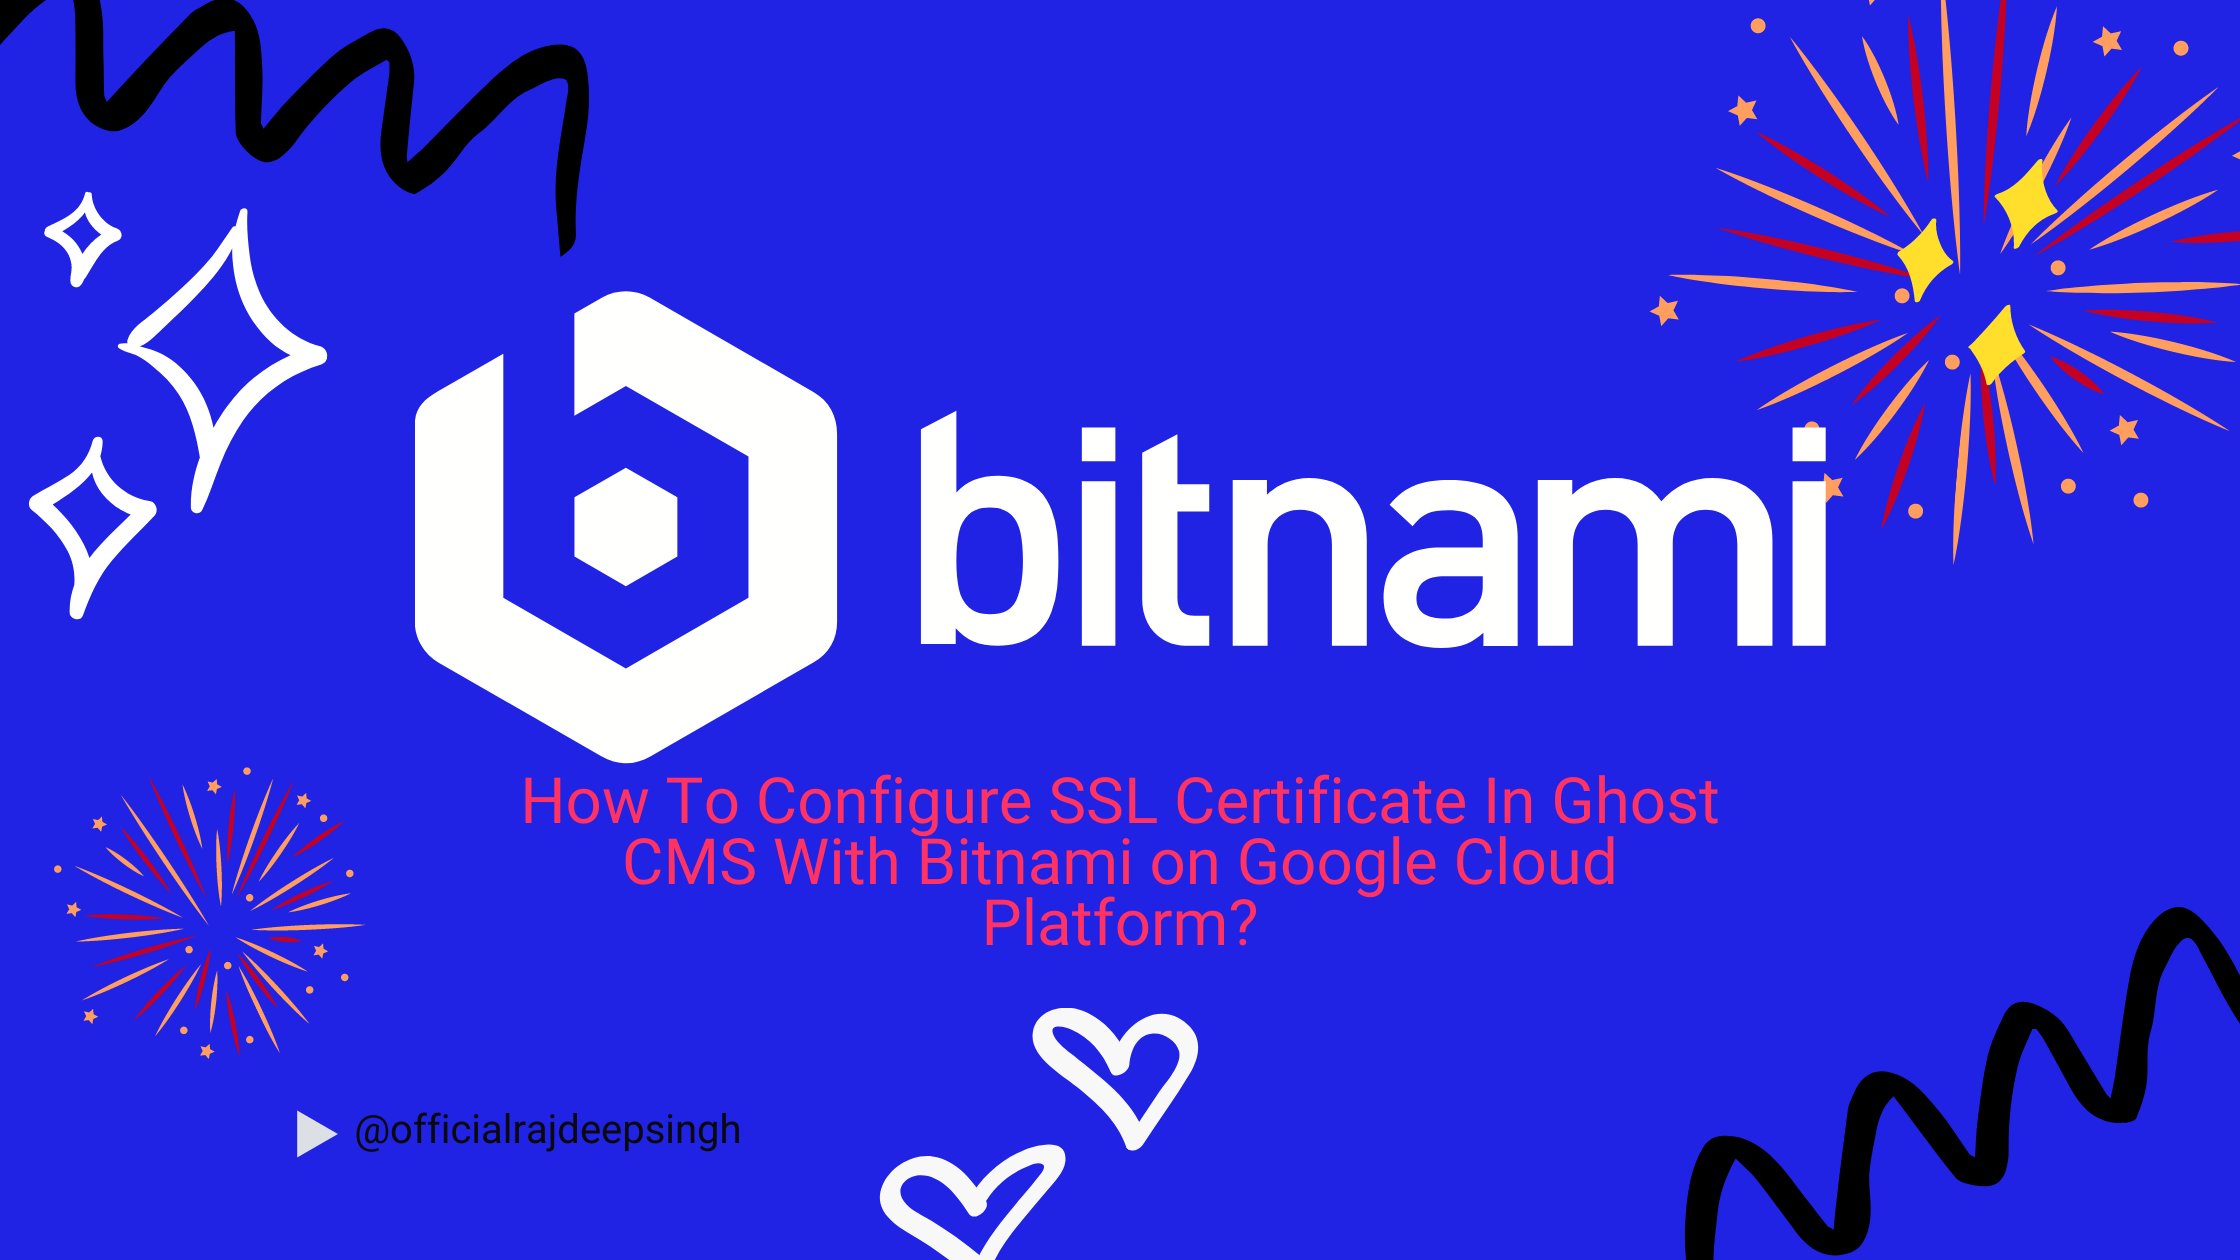 bitnami
How To Configure SSL Certificate In Ghost
CMS With Bitnami on Google Cloud
Platform?
@officialrajdeepsingh